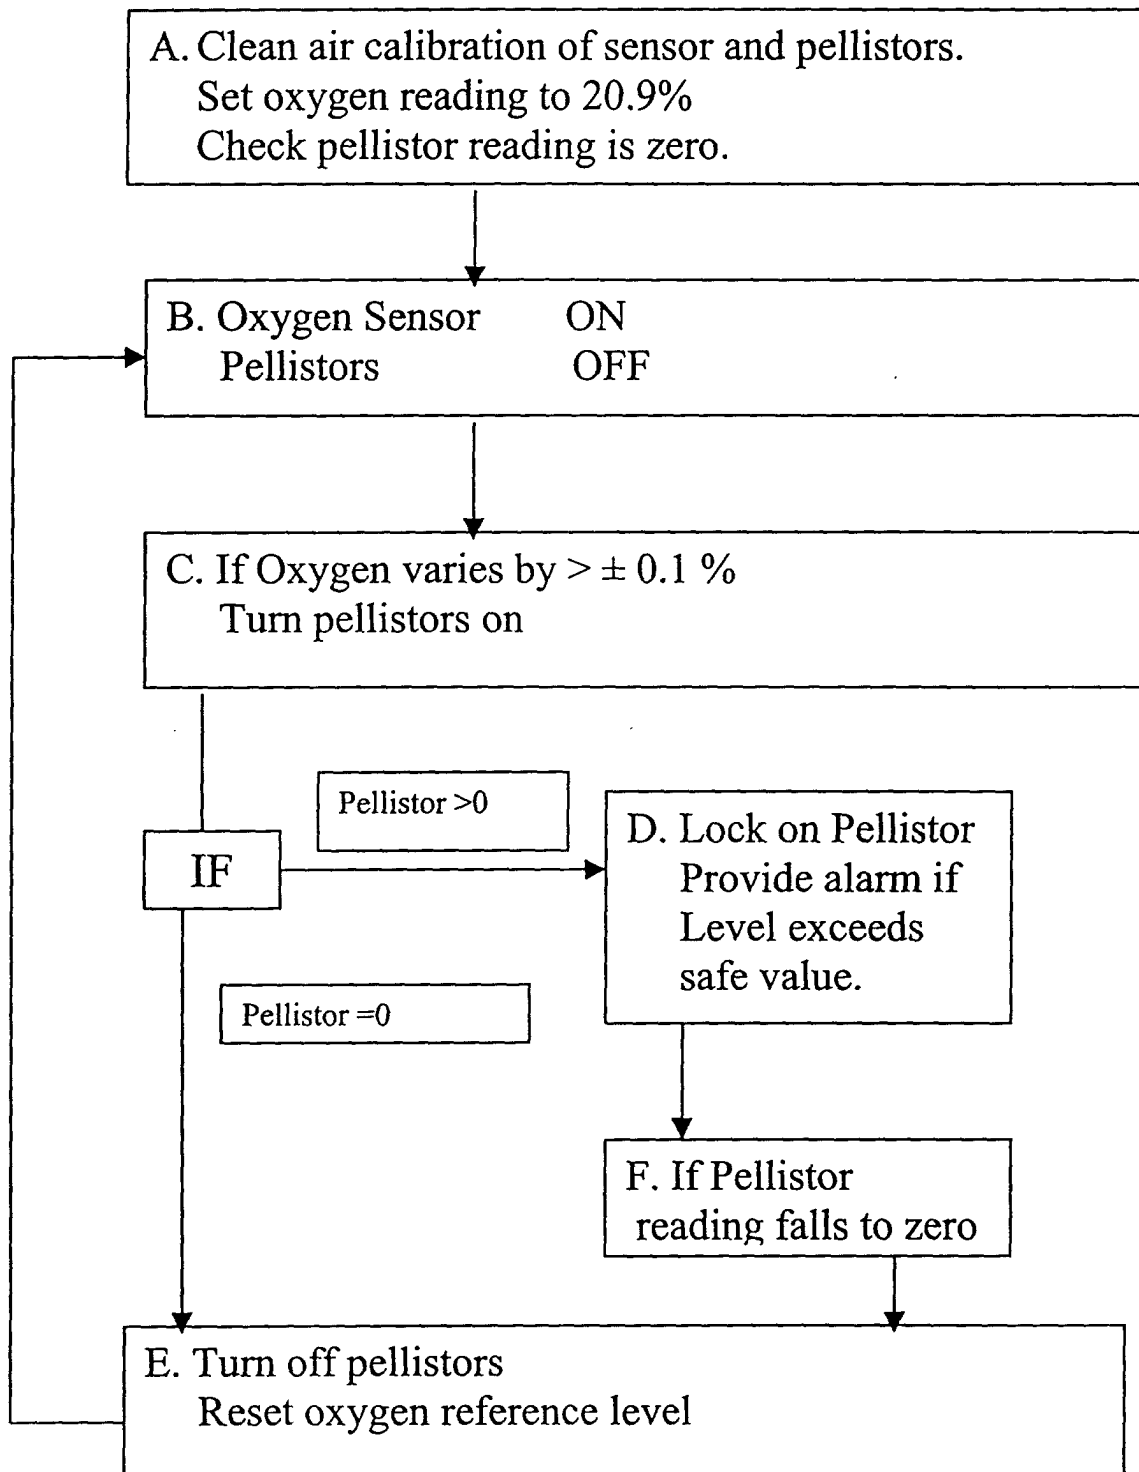 A. Clean air calibration of sensor and pellistors.
Set oxygen reading to 20.9%
Check pellistor reading is zero.
B. Oxygen Sensor ON
Pellistors OFF
C. If Oxygen varies by > ± 0.1 %
Turn pellistors on
Pellistor >0
IF
D. Lock on Pellistor
Provide alarm if
Level exceeds
safe value.
Pellistor =0
F. If Pellistor
reading falls to zero
E. Turn off pellistors
Reset oxygen reference level